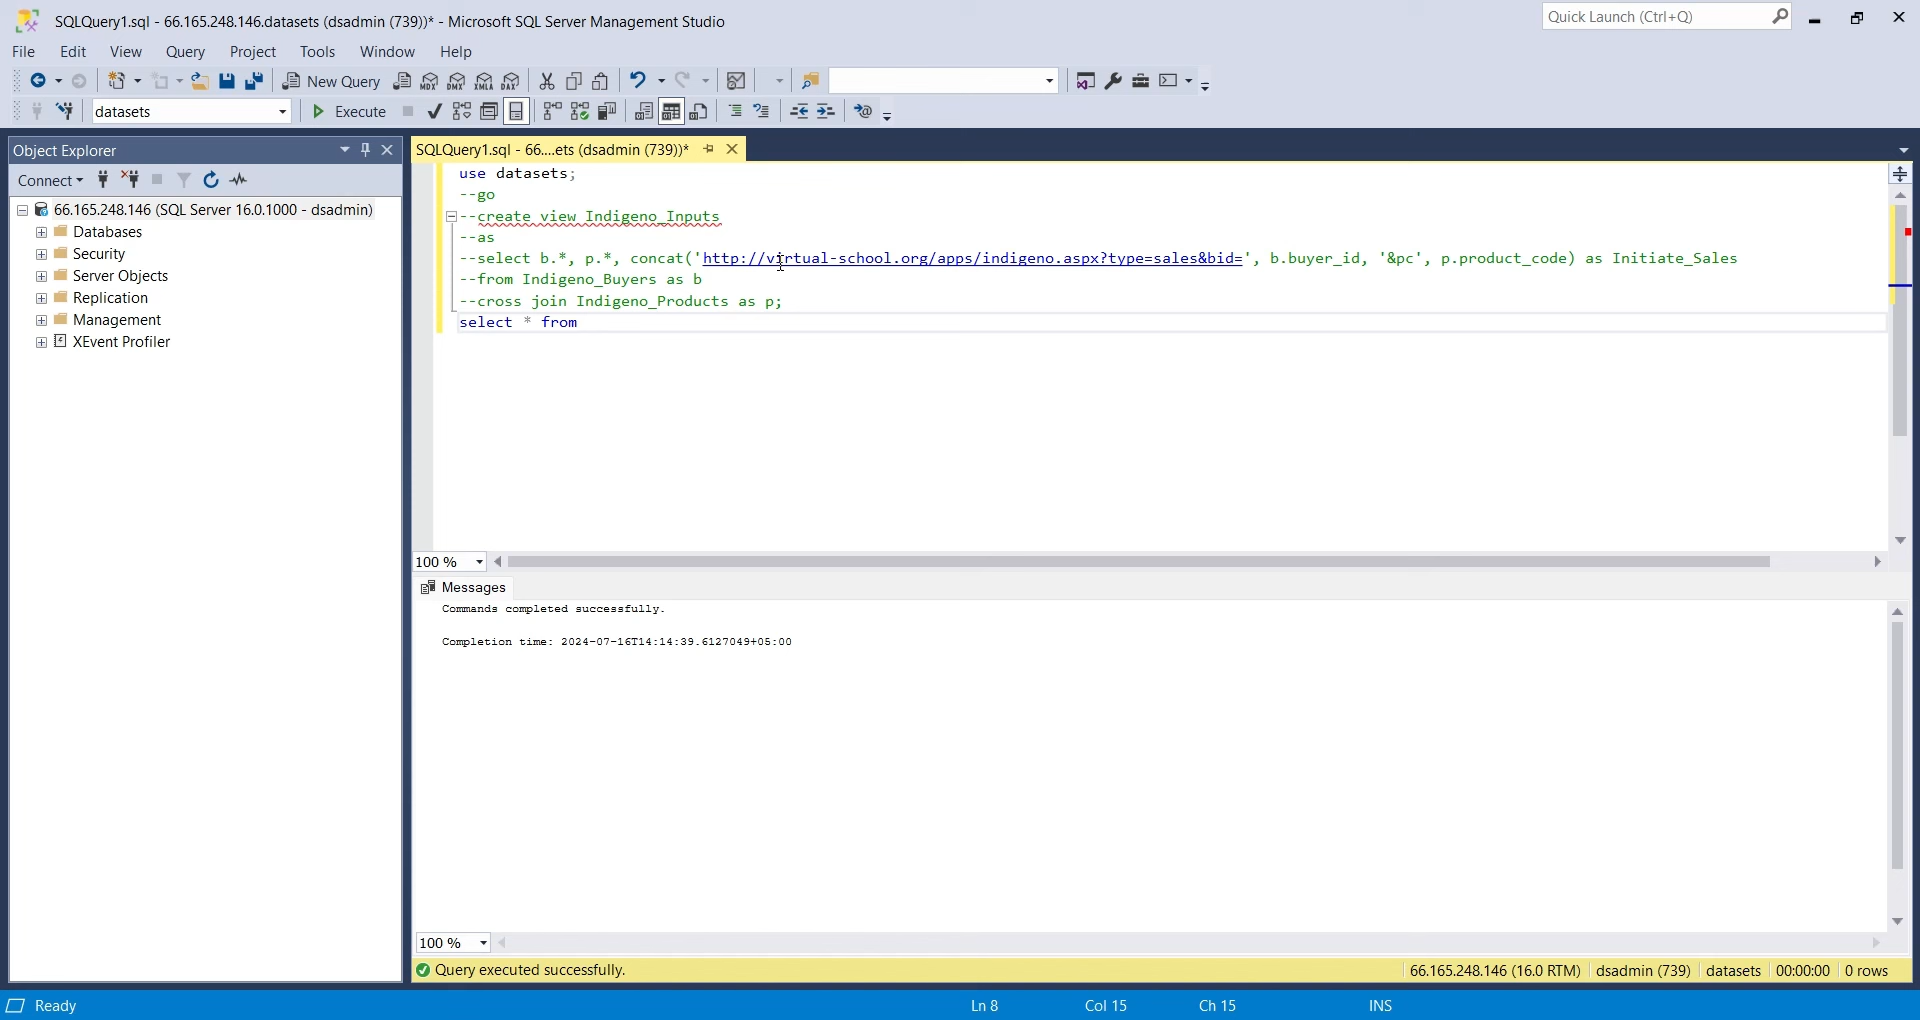 SQLQuery1.sql - 66.165.248.146.datasets (dsadmin (739))* - Microsoft SQL Server Management Studio
Quick Launch (Ctrl+Q)
File Edit View Query Project Tools Window Help
New Query
MDX DMX XMLA DAX
datasets
Execute
Object Explorer
SQLQuery1.sql - 66....ets (dsadmin (739))*
Connect
66.165.248.146 (SQL Server 16.0.1000 - dsadmin)
Databases
Security
Server Objects
Replication
Management
XEvent Profiler
use datasets;
--go
--create view Indigeno_Inputs
--as
--select b.*, p.*, concat('http://virtual-school.org/apps/indigeno.aspx?type=sales&bid=', b.buyer_id, '&pc', p.product_code) as Initiate_Sales
--from Indigeno_Buyers as b
--cross join Indigeno_Products as p;
select * from
100 %
Messages
Commands completed successfully.
Completion time: 2024-07-16T14:14:39.6127049+05:00
100 %
Query executed successfully.
66.165.248.146 (16.0 RTM) dsadmin (739) datasets 00:00:00 0 rows
Ready
Ln 8 Col 15 Ch 15 INS